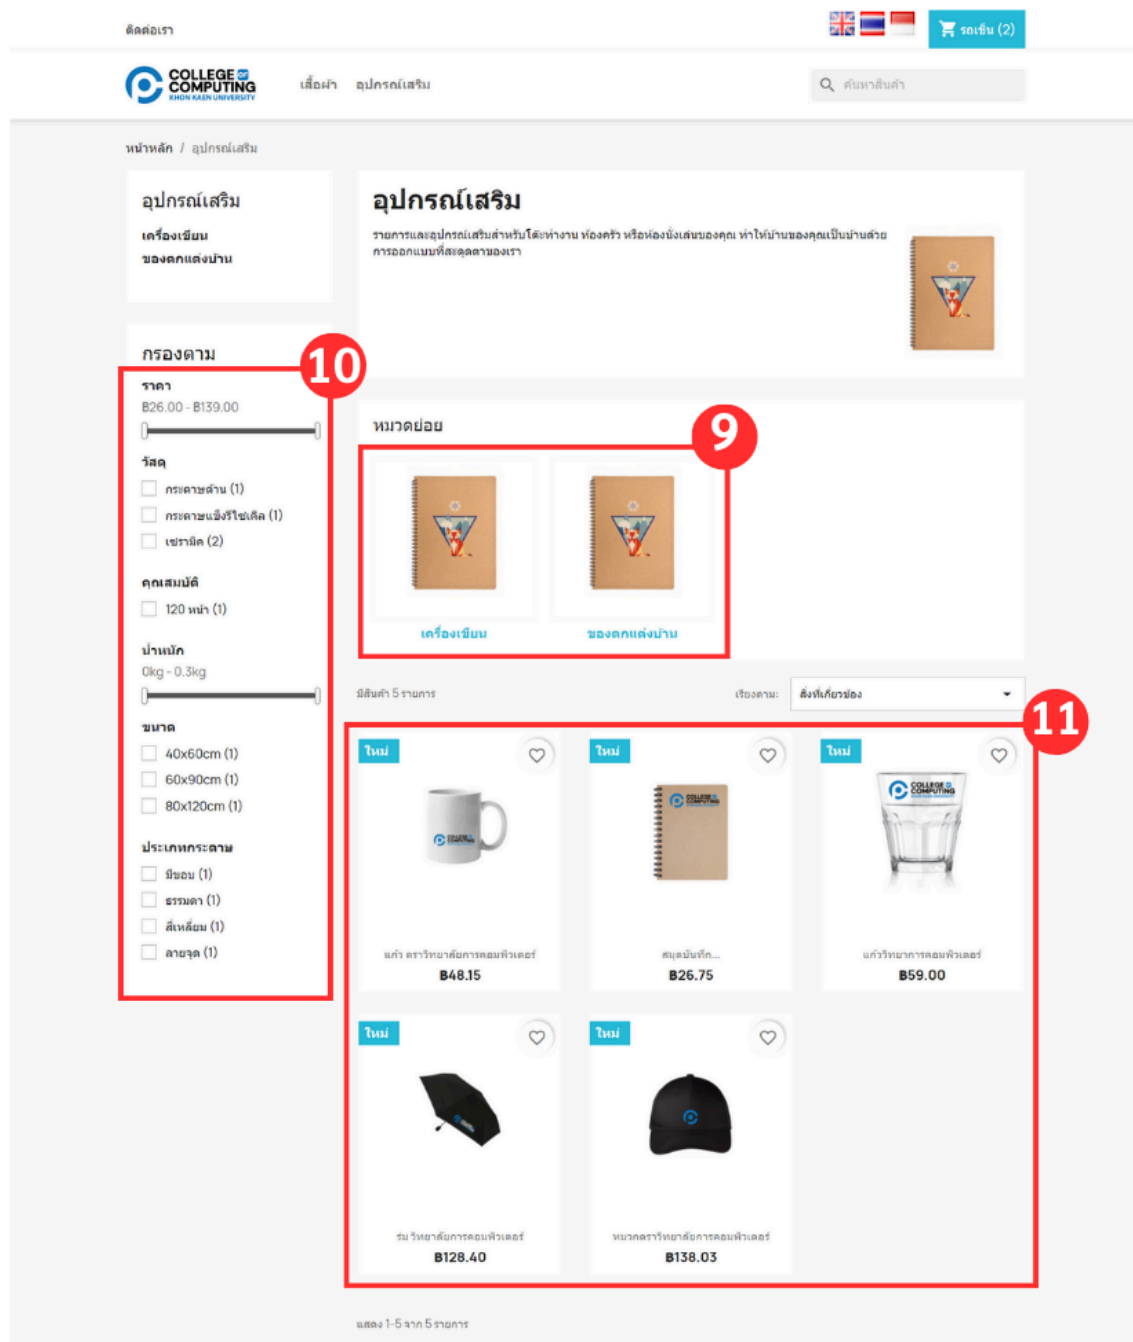 ติดต่อเรา
รถเข็น (2)
COLLEGE OF
COMPUTING
KHON KAEN UNIVERSITY
เสื้อผ้า อุปกรณ์เสริม
ค้นหาสินค้า
หน้าหลัก / อุปกรณ์เสริม
อุปกรณ์เสริม
เครื่องเขียน
ของตกแต่งบ้าน
อุปกรณ์เสริม
รายการและอุปกรณ์เสริมสำหรับโต๊ะทำงาน ห้องครัว หรือห้องนั่งเล่นของคุณ ทำให้บ้านของคุณเป็นบ้านด้วย
การออกแบบที่สะดุดตาของเรา
กรองตาม
10
ราคา
฿26.00 - ฿139.00
วัสดุ
กระดาษด้าน (1)
กระดาษแข็งรีไซเคิล (1)
เซรามิค (2)
คุณสมบัติ
120 หน้า (1)
น้ำหนัก
0kg - 0.3kg
ขนาด
40x60cm (1)
60x90cm (1)
80x120cm (1)
ประเภทกระดาษ
มีขอบ (1)
ธรรมดา (1)
สี่เหลี่ยม (1)
ลายจุด (1)
หมวดย่อย
9
เครื่องเขียน
ของตกแต่งบ้าน
มีสินค้า 5 รายการ
เรียงตาม:
สิ่งที่เกี่ยวข้อง
11
ใหม่
ใหม่
ใหม่
COLLEGE OF
COMPUTING
COLLEGE OF
COMPUTING
แก้ว ตราวิทยาลัยการคอมพิวเตอร์
฿48.15
สมุดบันทึก...
฿26.75
แก้ววิทยาการคอมพิวเตอร์
฿59.00
ใหม่
ใหม่
ร่ม วิทยาลัยการคอมพิวเตอร์
฿128.40
หมวกตราวิทยาลัยการคอมพิวเตอร์
฿138.03
แสดง 1-5 จาก 5 รายการ